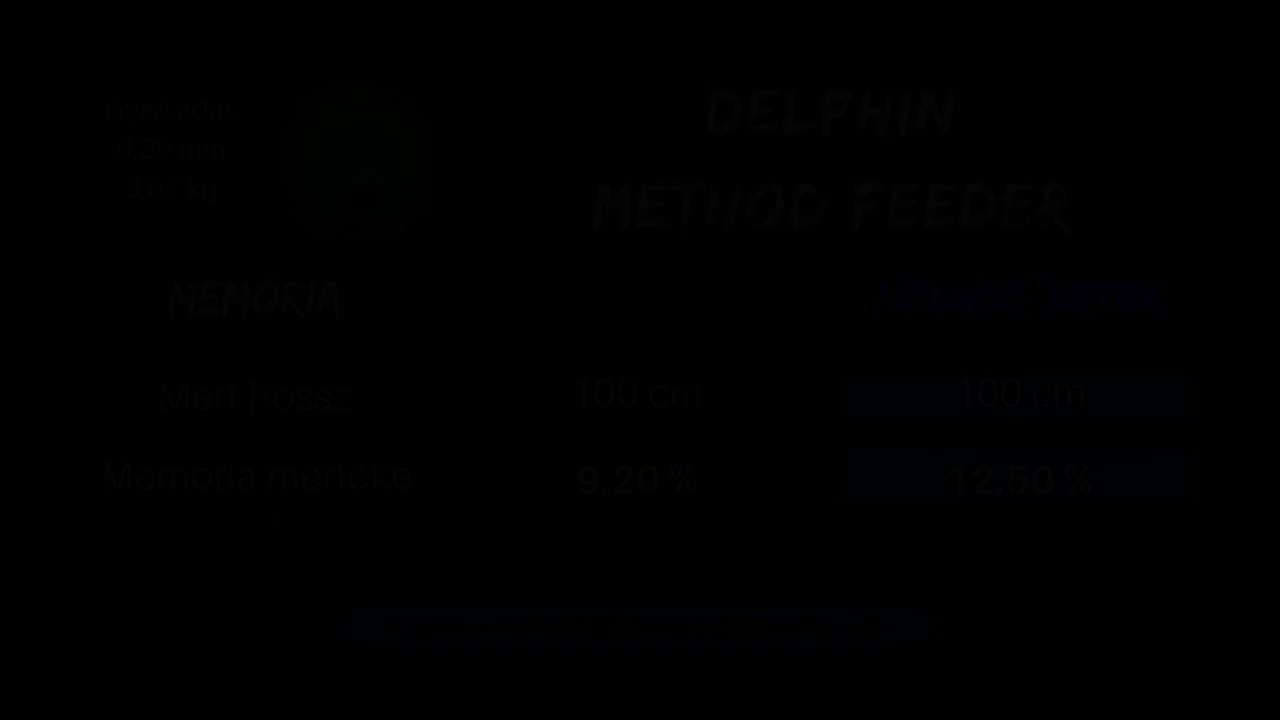 Gyári adat
0.20 mm
3.67 kg
DELPHIN
METHOD FEEDER
MEMÓRIA
Mért hossz
100 cm
100 cm
Memória mértéke
9,20 %
12,50 %